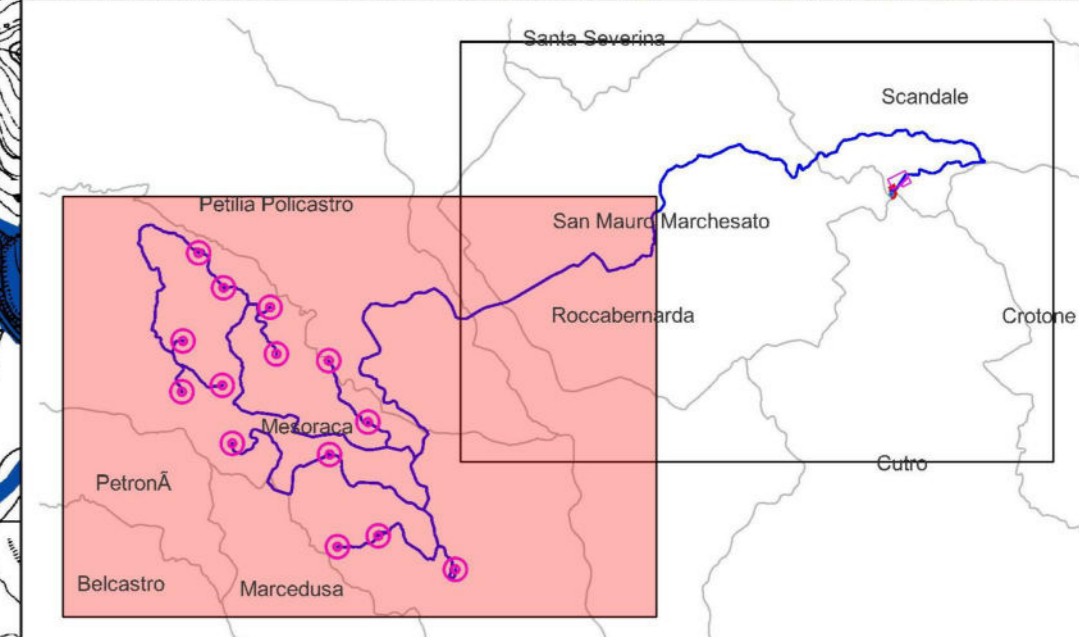 Santa Severina
Scandale
Petilia Policastro
San Mauro Marchesato
Roccabernarda
Crotone
Mesoraca
Cutro
PetronÃ
Belcastro
Marcedusa